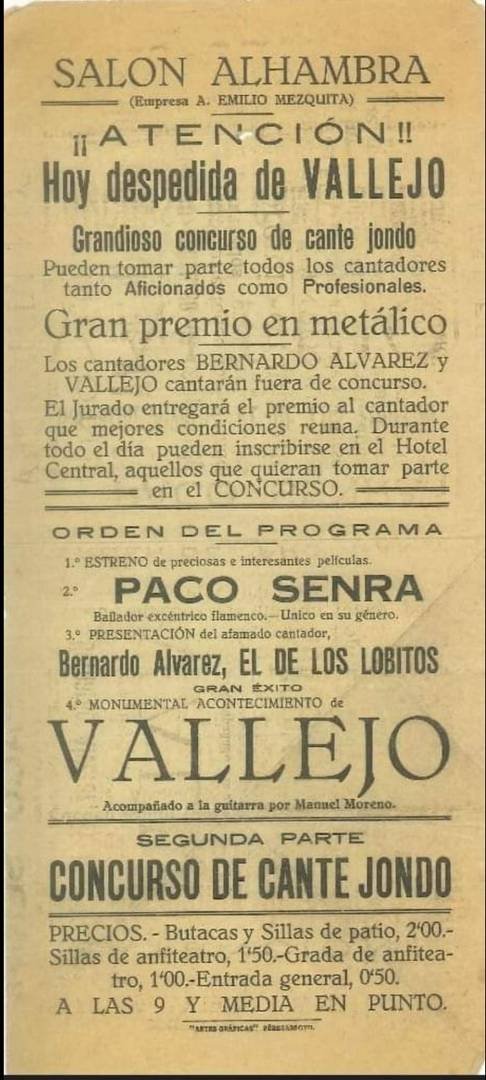 SALON ALHAMBRA
(Empresa A. EMILIO MEZQUITA)
¡¡ATENCIÓN!!
Hoy despedida de VALLEJO
Grandioso concurso de cante jondo
Pueden tomar parte todos los cantadores
tanto Aficionados como Profesionales.
Gran premio en metálico
Los cantadores BERNARDO ALVAREZ y
VALLEJO cantarán fuera de concurso.
El Jurado entregará el premio al cantador
que mejores condiciones reuna. Durante
todo el día pueden inscribirse en el Hotel
Central, aquellos que quieran tomar parte
en el CONCURSO.
ORDEN DEL PROGRAMA
1.º ESTRENO de preciosas e interesantes películas.
2.º PACO SENRA
Bailador excéntrico flamenco.-Unico en su género.
3.º PRESENTACIÓN del afamado cantador,
Bernardo Alvarez, EL DE LOS LOBITOS
GRAN ÉXITO
4.º MONUMENTAL ACONTECIMIENTO de
VALLEJO
Acompañado a la guitarra por Manuel Moreno.
SEGUNDA PARTE
CONCURSO DE CANTE JONDO
PRECIOS.-Butacas y Sillas de patio, 2'00.-
Sillas de anfiteatro, 1'50.-Grada de anfitea-
tro, 1'00.-Entrada general, 0'50.
A LAS 9 Y MEDIA EN PUNTO.
"ARTES GRÁFICAS"